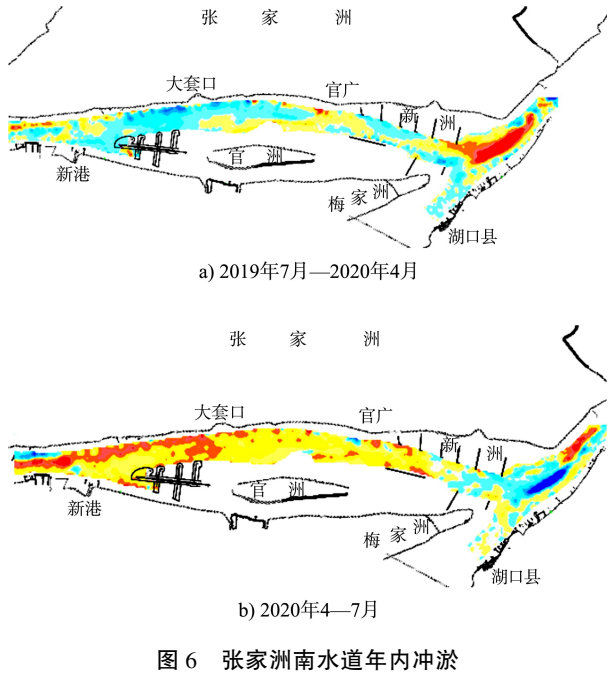 张 家 洲
大套口
官广
新 洲
官 洲
新港
梅 家 洲
湖口县
a) 2019年7月—2020年4月
张 家 洲
大套口
官广
新 洲
官 洲
新港
梅 家 洲
湖口县
b) 2020年4—7月
图 6 张家洲南水道年内冲淤